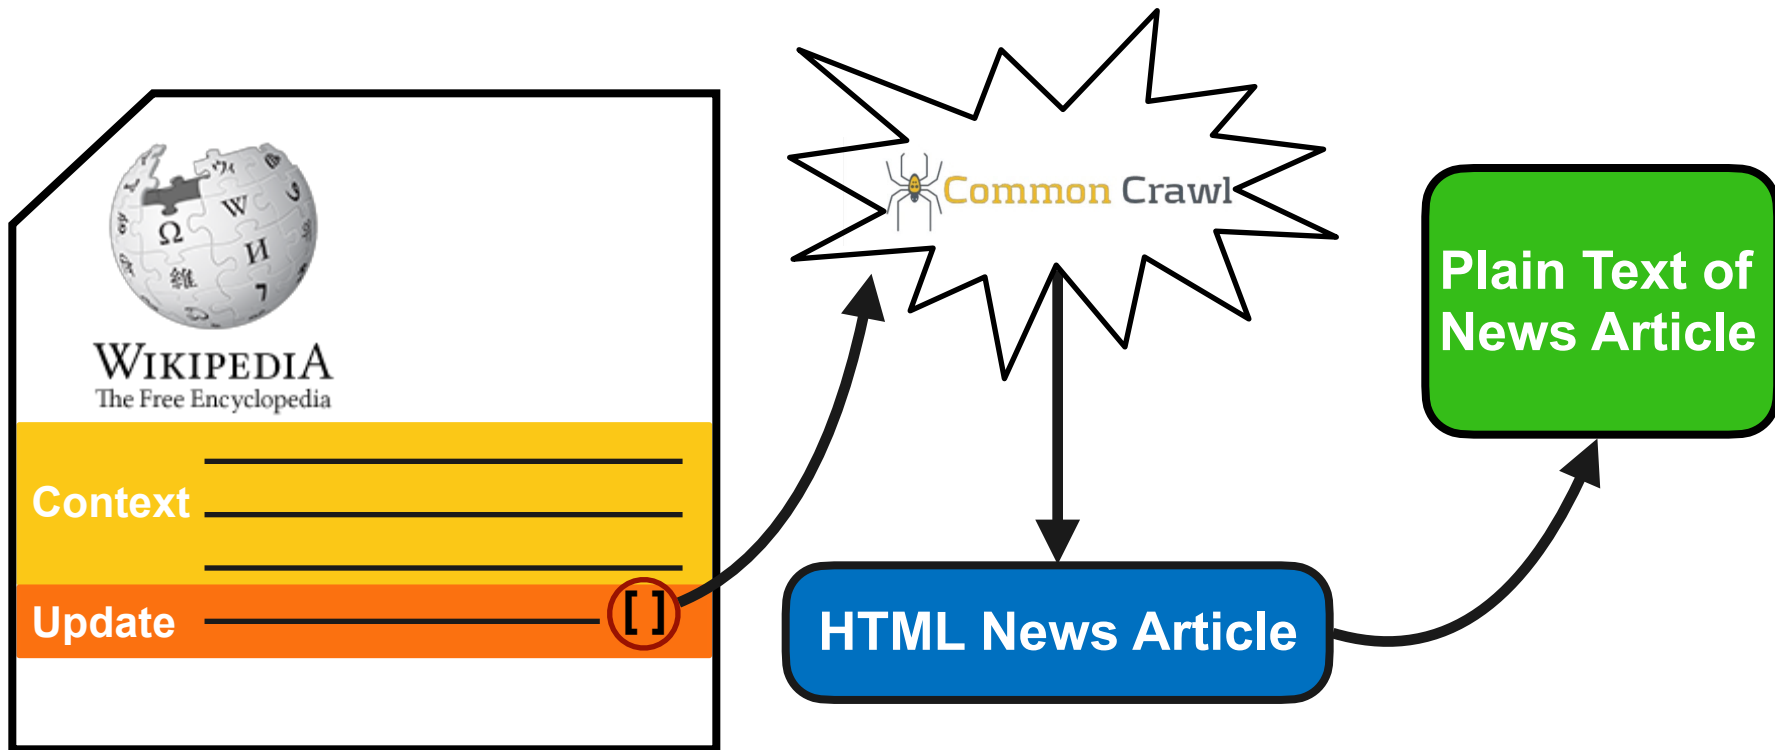 WIKIPEDIA
The Free Encyclopedia
Context
Update
[ ]
Common Crawl
HTML News Article
Plain Text of
News Article